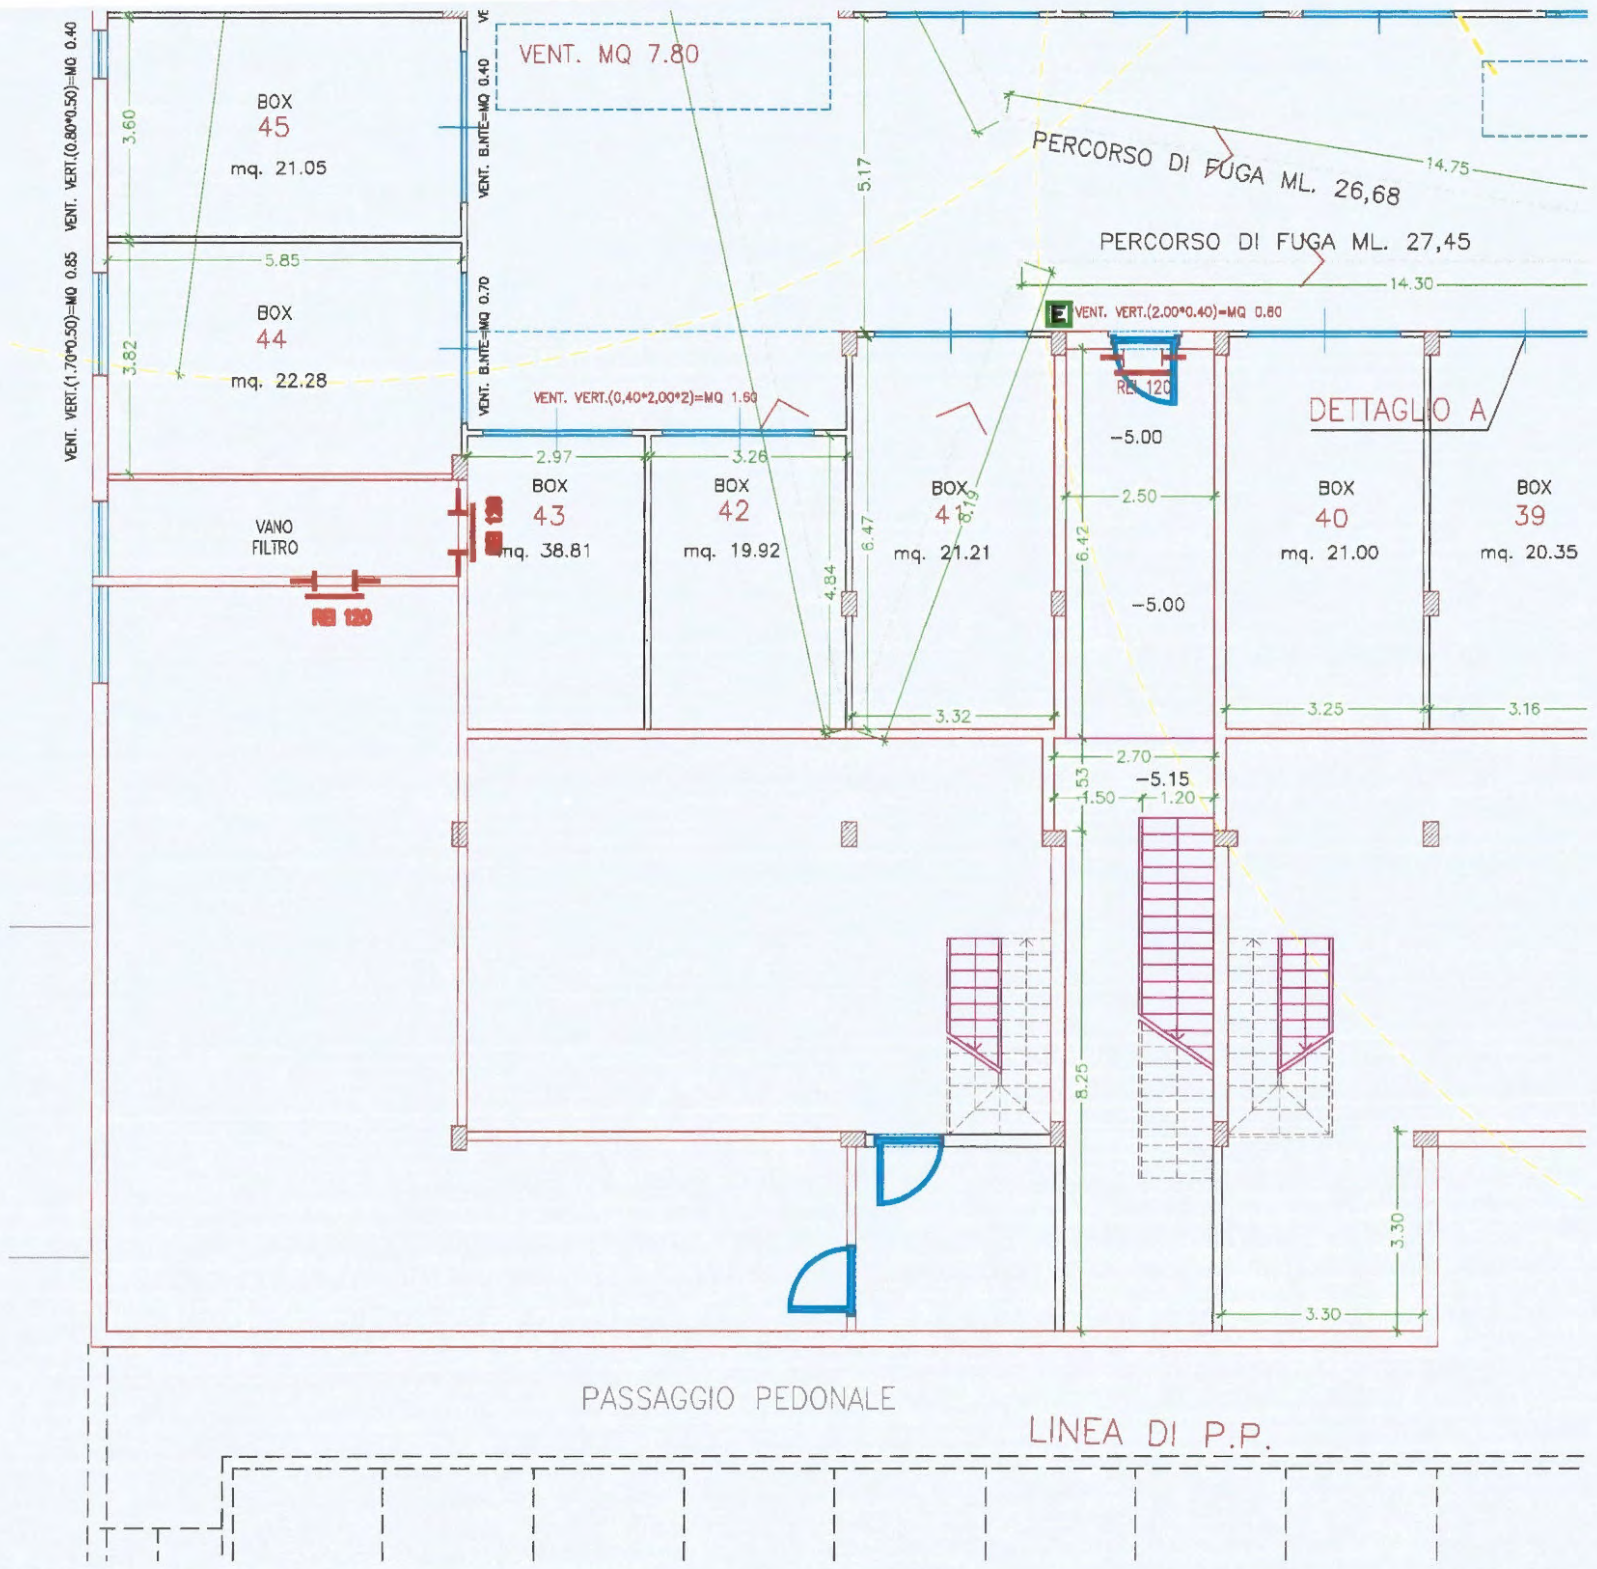 VENT. VERT.(0.80*0.50)=MQ 0.40
VENT. VERT.(1.70*0.50)=MQ 0.85
3.60
BOX
45
mq. 21.05
5.85
3.82
BOX
44
mq. 22.28
VE
VENT. B.NTE=MQ 0.40
VENT. B.NTE=MQ 0.70
VENT. MQ 7.80
5.17
PERCORSO DI FUGA ML. 26,68
14.75
PERCORSO DI FUGA ML. 27,45
14.30
E
VENT. VERT.(2.00*0.40)=MQ 0.80
REI 120
VENT. VERT.(0,40*2,00*2)=MQ 1.60
DETTAGLIO A
-5.00
2.97
3.26
BOX
43
mq. 38.81
BOX
42
mq. 19.92
BOX
41
mq. 21.21
8.19
2.50
BOX
40
mq. 21.00
BOX
39
mq. 20.35
VANO
FILTRO
REI 120
REI 120
4.84
6.47
6.42
-5.00
3.32
3.25
3.16
2.70
53
-5.15
1.50
1.20
8.25
3.30
3.30
PASSAGGIO PEDONALE
LINEA DI P.P.